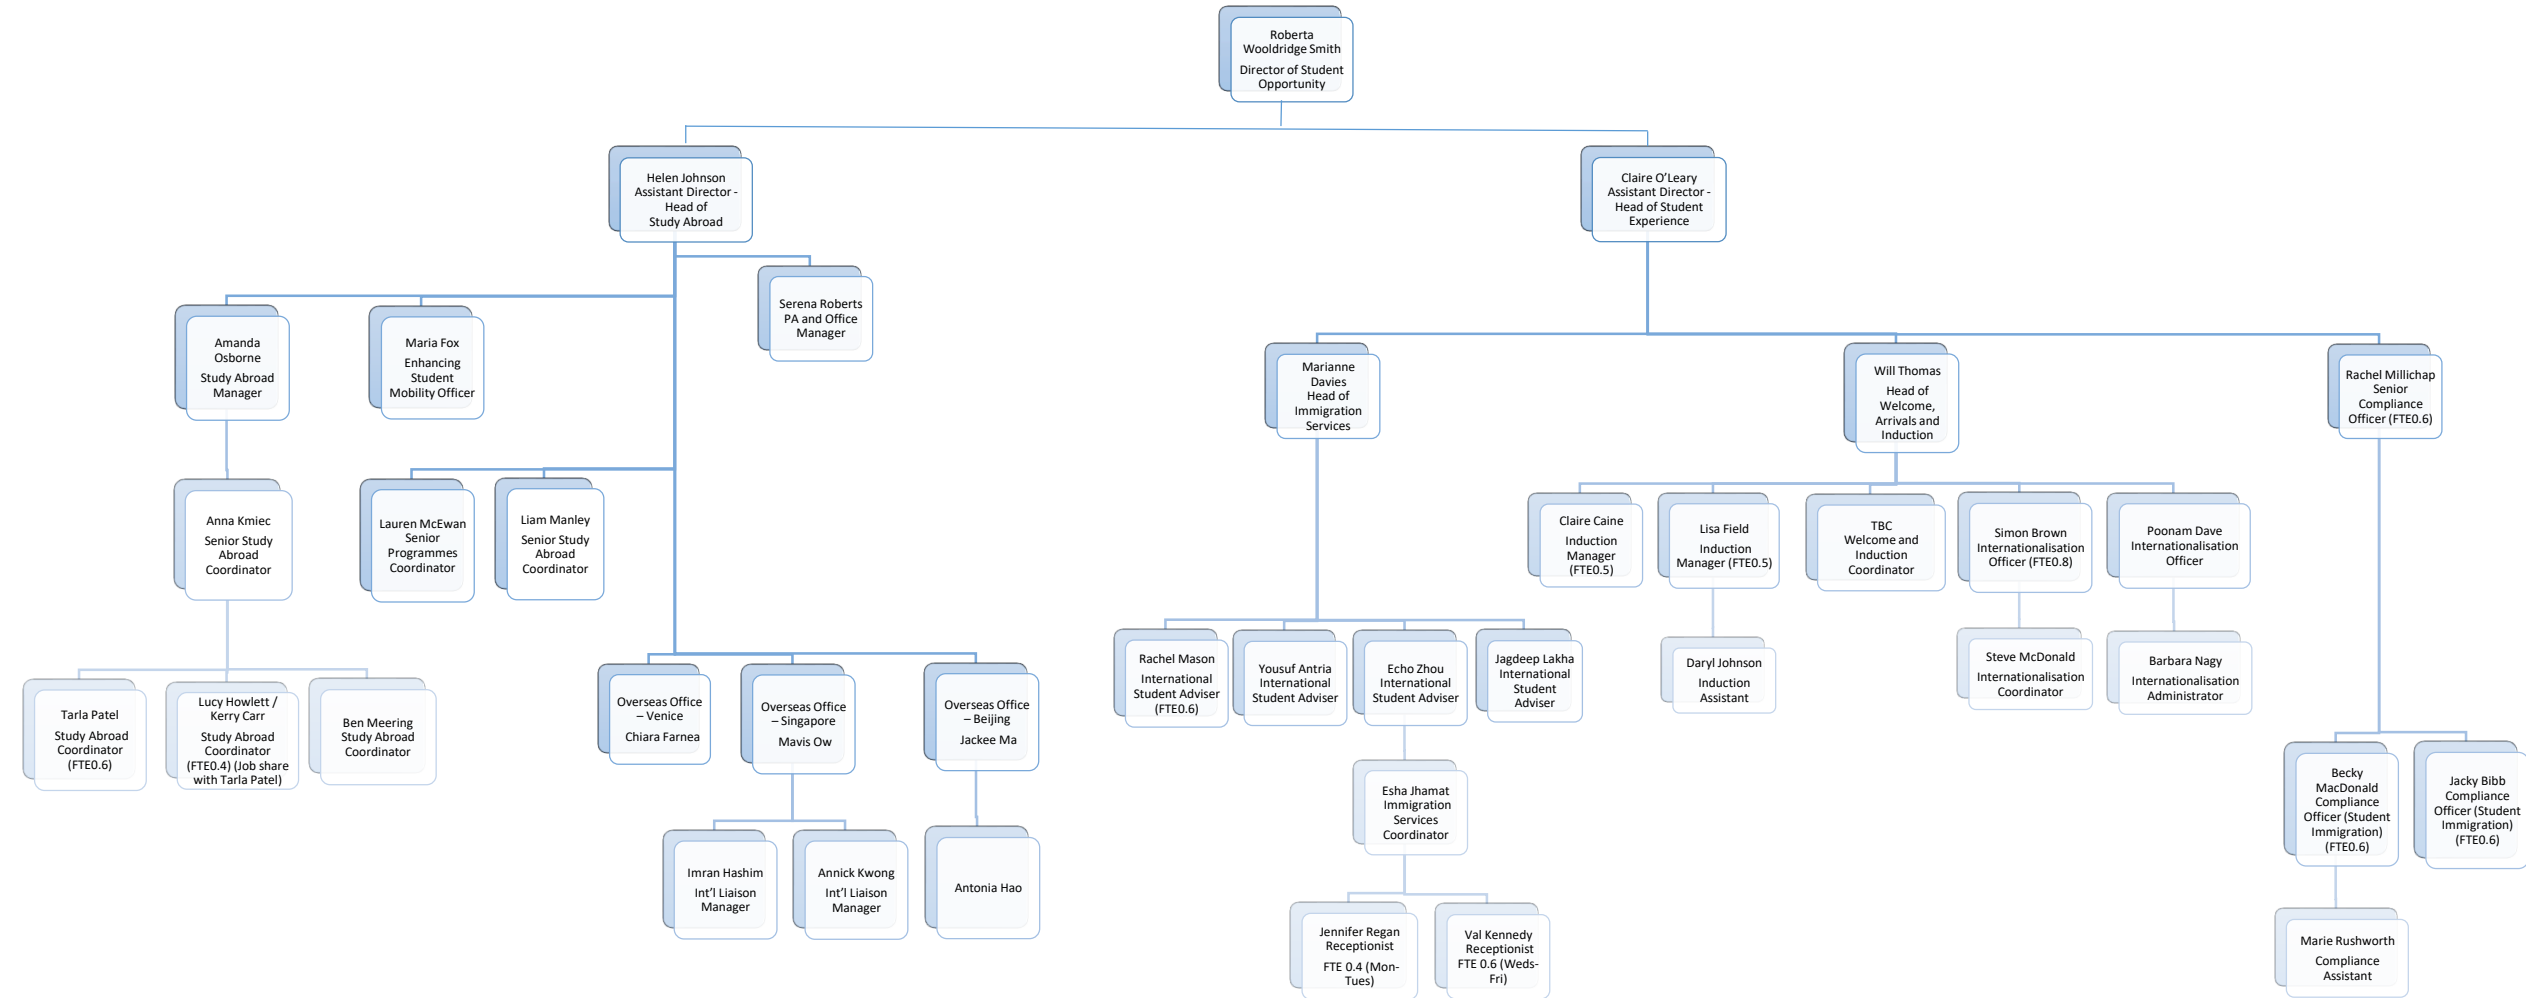 Roberta
Wooldridge Smith
Director of Student
Opportunity
Helen Johnson
Assistant Director -
Head of
Study Abroad
Claire O'Leary
Assistant Director -
Head of Student
Experience
Serena Roberts
PA and Office
Manager
Amanda
Osborne
Study Abroad
Manager
Maria Fox
Enhancing
Student
Mobility Officer
Marianne
Davies
Head of
Immigration
Services
Will Thomas
Head of
Welcome,
Arrivals and
Induction
Rachel Millichap
Senior
Compliance
Officer (FTE0.6)
Anna Kmiec
Senior Study
Abroad
Coordinator
Lauren McEwan
Senior
Programmes
Coordinator
Liam Manley
Senior Study
Abroad
Coordinator
Claire Caine
Induction
Manager
(FTE0.5)
Lisa Field
Induction
Manager (FTE0.5)
TBC
Welcome and
Induction
Coordinator
Simon Brown
Internationalisation
Officer (FTE0.8)
Poonam Dave
Internationalisation
Officer
Tarla Patel
Study Abroad
Coordinator
(FTE0.6)
Lucy Howlett /
Kerry Carr
Study Abroad
Coordinator
(FTE0.4) (Job share
with Tarla Patel)
Ben Meering
Study Abroad
Coordinator
Overseas Office
– Venice
Chiara Farnea
Overseas Office
– Singapore
Mavis Ow
Overseas Office
– Beijing
Jackee Ma
Rachel Mason
International
Student Adviser
(FTE0.6)
Yousuf Antria
International
Student Adviser
Echo Zhou
International
Student Adviser
Jagdeep Lakha
International
Student
Adviser
Daryl Johnson
Induction
Assistant
Steve McDonald
Internationalisation
Coordinator
Barbara Nagy
Internationalisation
Administrator
Esha Jhamat
Immigration
Services
Coordinator
Becky
MacDonald
Compliance
Officer (Student
Immigration)
(FTE0.6)
Jacky Bibb
Compliance
Officer (Student
Immigration)
(FTE0.6)
Imran Hashim
Int'l Liaison
Manager
Annick Kwong
Int'l Liaison
Manager
Antonia Hao
Jennifer Regan
Receptionist
FTE 0.4 (Mon-
Tues)
Val Kennedy
Receptionist
FTE 0.6 (Weds-
Fri)
Marie Rushworth
Compliance
Assistant